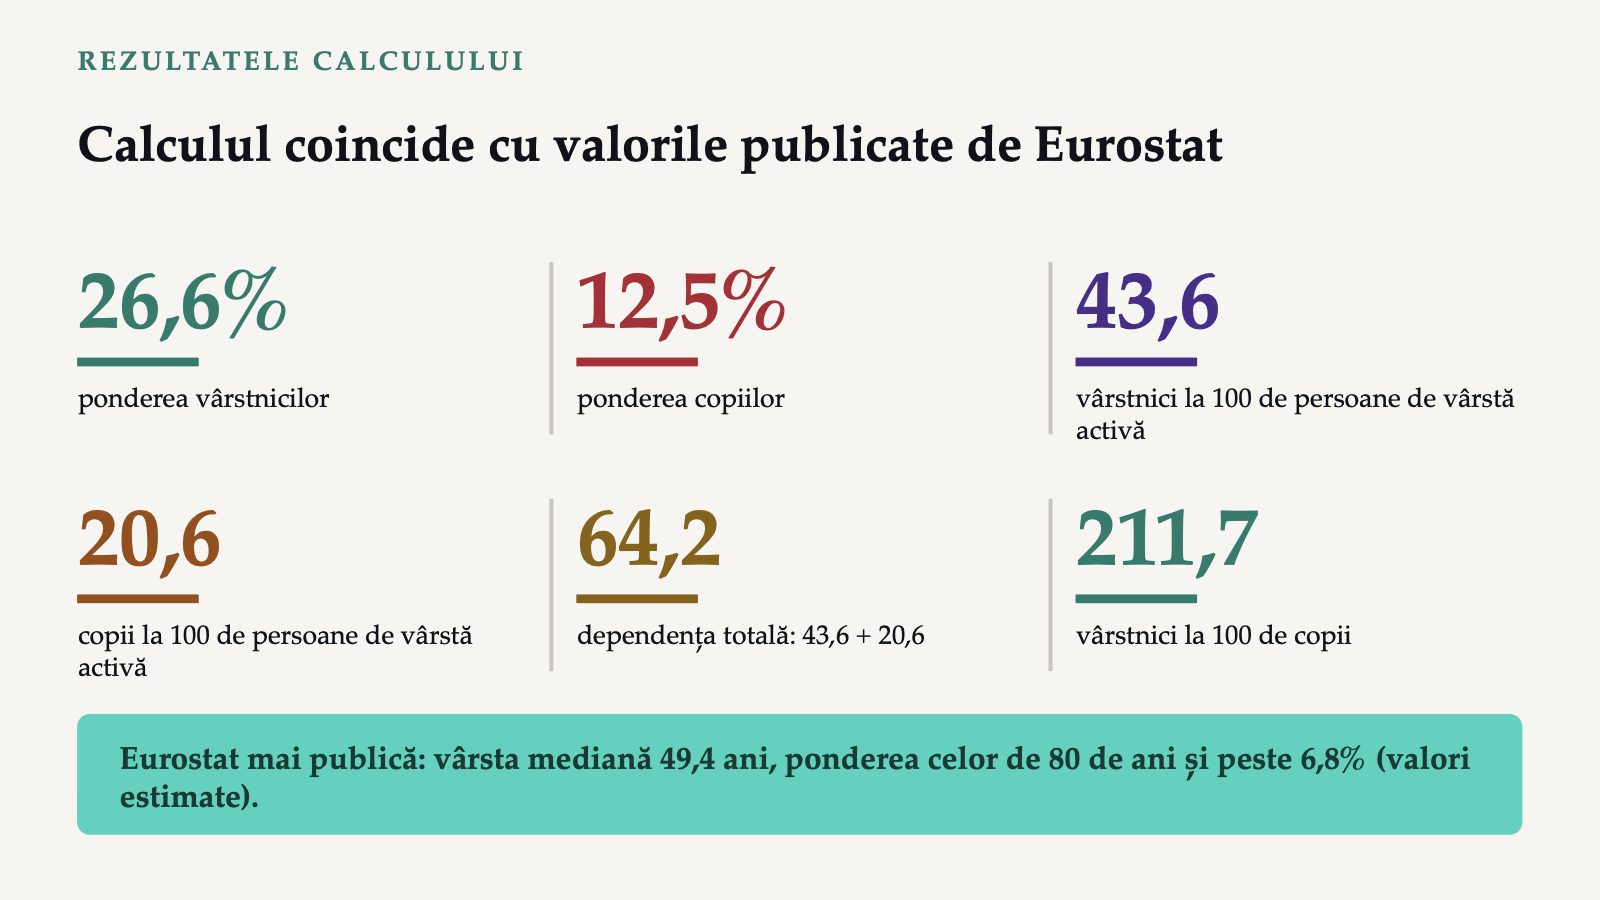 REZULTATELE CALCULULUI
Calculul coincide cu valorile publicate de Eurostat
26,6%
ponderea vârstnicilor
12,5%
ponderea copiilor
43,6
vârstnici la 100 de persoane de vârstă
activă
20,6
copii la 100 de persoane de vârstă
activă
64,2
dependența totală: 43,6 + 20,6
211,7
vârstnici la 100 de copii
Eurostat mai publică: vârsta mediană 49,4 ani, ponderea celor de 80 de ani și peste 6,8% (valori
estimate).